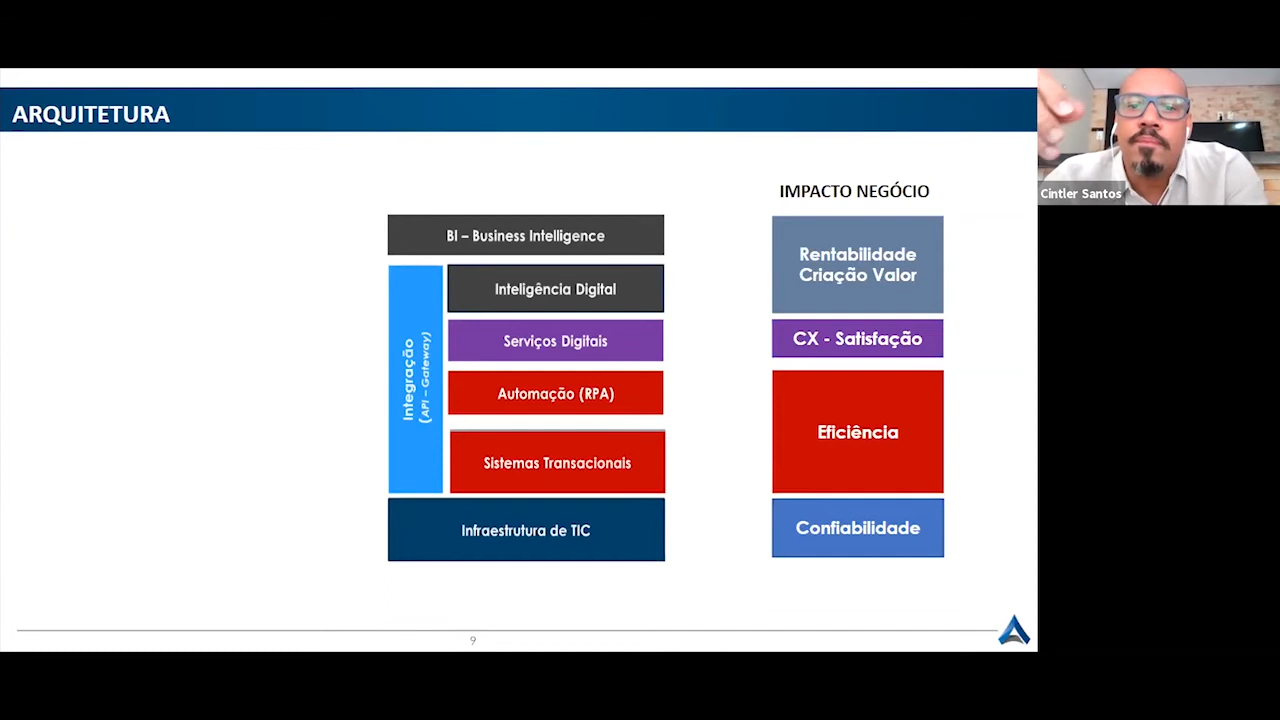 ARQUITETURA
Cintler Santos
IMPACTO NEGÓCIO
BI – Business Intelligence
Integração
(API – Gateway)
Inteligência Digital
Serviços Digitais
Automação (RPA)
Sistemas Transacionais
Infraestrutura de TIC
Rentabilidade
Criação Valor
CX - Satisfação
Eficiência
Confiabilidade
9